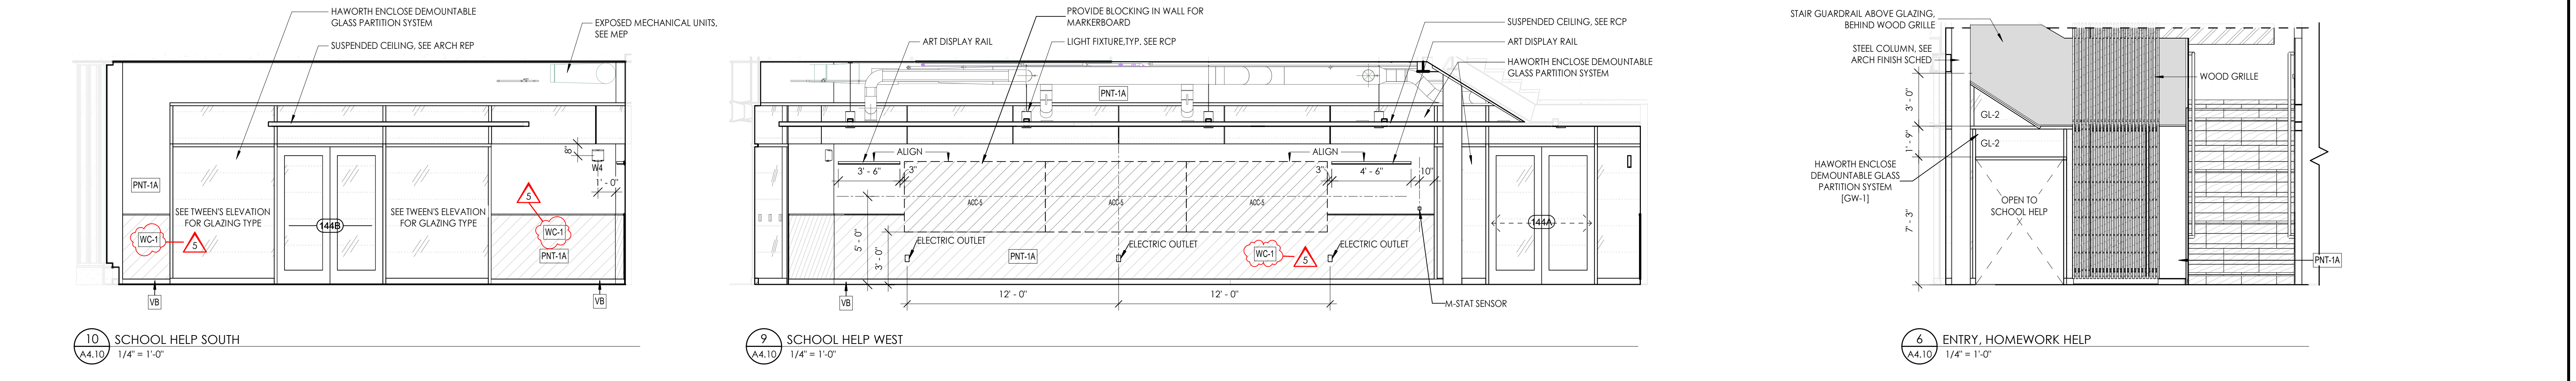 HAWORTH ENCLOSE DEMOUNTABLE
GLASS PARTITION SYSTEM
SUSPENDED CEILING, SEE ARCH REP
EXPOSED MECHANICAL UNITS,
SEE MEP
8"
W4
1' - 0"
PNT-1A
SEE TWEEN'S ELEVATION
FOR GLAZING TYPE
144B
SEE TWEEN'S ELEVATION
FOR GLAZING TYPE
5
WC-1
5
WC-1
PNT-1A
VB
VB
10
A4.10
SCHOOL HELP SOUTH
1/4" = 1'-0"
PROVIDE BLOCKING IN WALL FOR
MARKERBOARD
ART DISPLAY RAIL
LIGHT FIXTURE,TYP. SEE RCP
SUSPENDED CEILING, SEE RCP
ART DISPLAY RAIL
HAWORTH ENCLOSE DEMOUNTABLE
GLASS PARTITION SYSTEM
PNT-1A
ALIGN
ALIGN
3' - 6"
3"
3"
4' - 6"
10"
ACC-5
ACC-5
ACC-5
144A
5' - 0"
3' - 0"
ELECTRIC OUTLET
ELECTRIC OUTLET
ELECTRIC OUTLET
PNT-1A
WC-1
5
12' - 0"
12' - 0"
VB
M-STAT SENSOR
9
A4.10
SCHOOL HELP WEST
1/4" = 1'-0"
STAIR GUARDRAIL ABOVE GLAZING,
BEHIND WOOD GRILLE
STEEL COLUMN, SEE
ARCH FINISH SCHED
WOOD GRILLE
3' - 0"
GL-2
1' - 9"
GL-2
HAWORTH ENCLOSE
DEMOUNTABLE GLASS
PARTITION SYSTEM
[GW-1]
OPEN TO
SCHOOL HELP
X
7' - 3"
PNT-1A
6
A4.10
ENTRY, HOMEWORK HELP
1/4" = 1'-0"